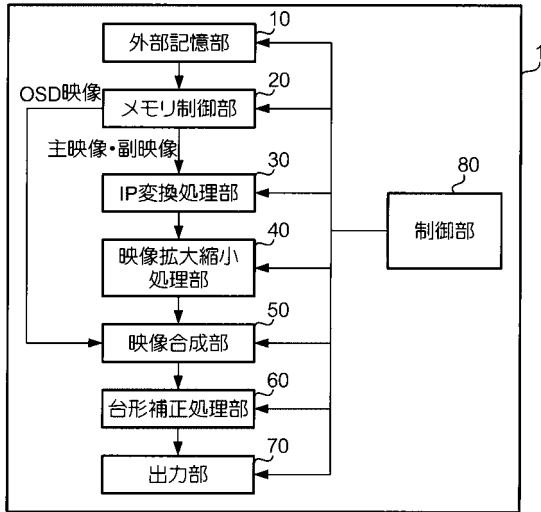 10
外部記憶部
1
20
OSD映像
メモリ制御部
主映像・副映像
30
IP変換処理部
80
制御部
40
映像拡大縮小
処理部
50
映像合成部
60
台形補正処理部
70
出力部